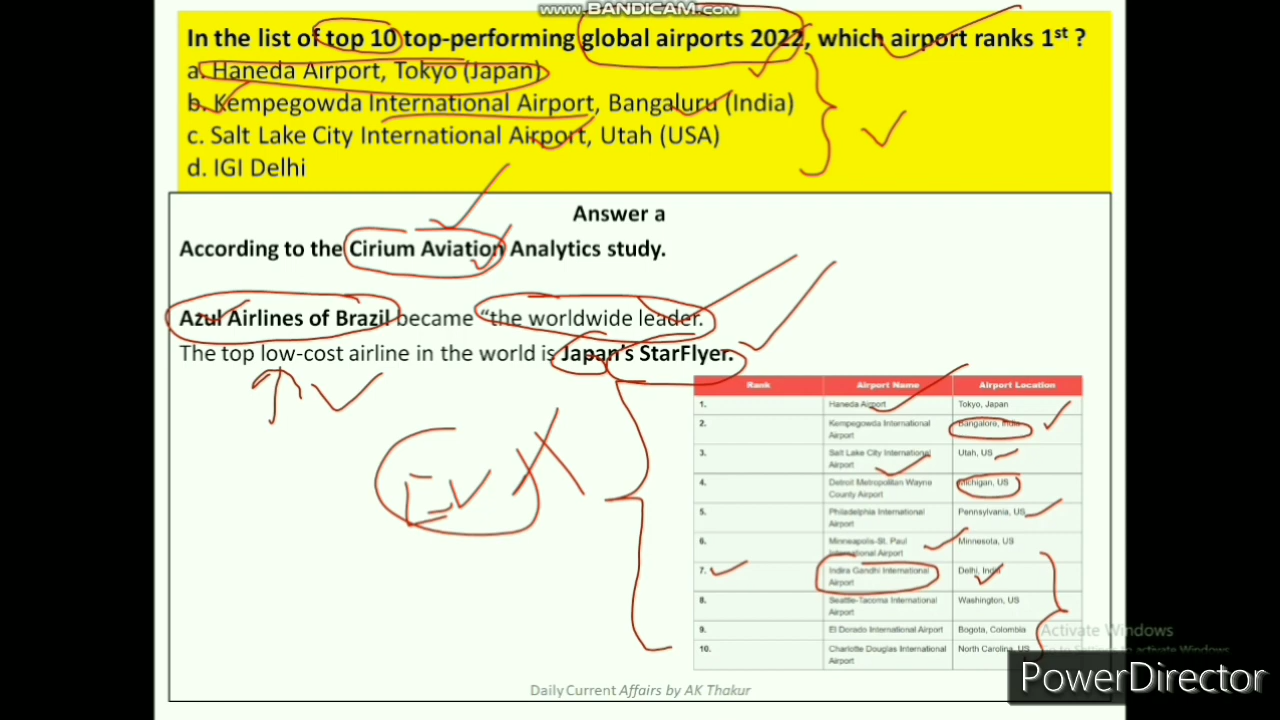 www.BANDICAM.com
In the list of top 10 top-performing global airports 2022, which airport ranks 1st ?
a. Haneda Airport, Tokyo (Japan)
b. Kempegowda International Airport, Bangaluru (India)
c. Salt Lake City International Airport, Utah (USA)
d. IGI Delhi
Answer a
According to the Cirium Aviation Analytics study.
Azul Airlines of Brazil became “the worldwide leader.
The top low-cost airline in the world is Japan's StarFlyer.
Rank Airport Name Airport Location
1. Haneda Airport Tokyo, Japan
2. Kempegowda International Bangalore, India
Airport
3. Salt Lake City International Utah, US
Airport
4. Detroit Metropolitan Wayne Michigan, US
County Airport
5. Philadelphia International Pennsylvania, US
Airport
6. Minneapolis-St. Paul Minnesota, US
International Airport
7. Indira Gandhi International Delhi, India
Airport
8. Seattle-Tacoma International Washington, US
Airport
9. El Dorado International Airport Bogota, Colombia
10. Charlotte Douglas International North Carolina, US
Airport
Activate Windows
PowerDirector
Daily Current Affairs by AK Thakur